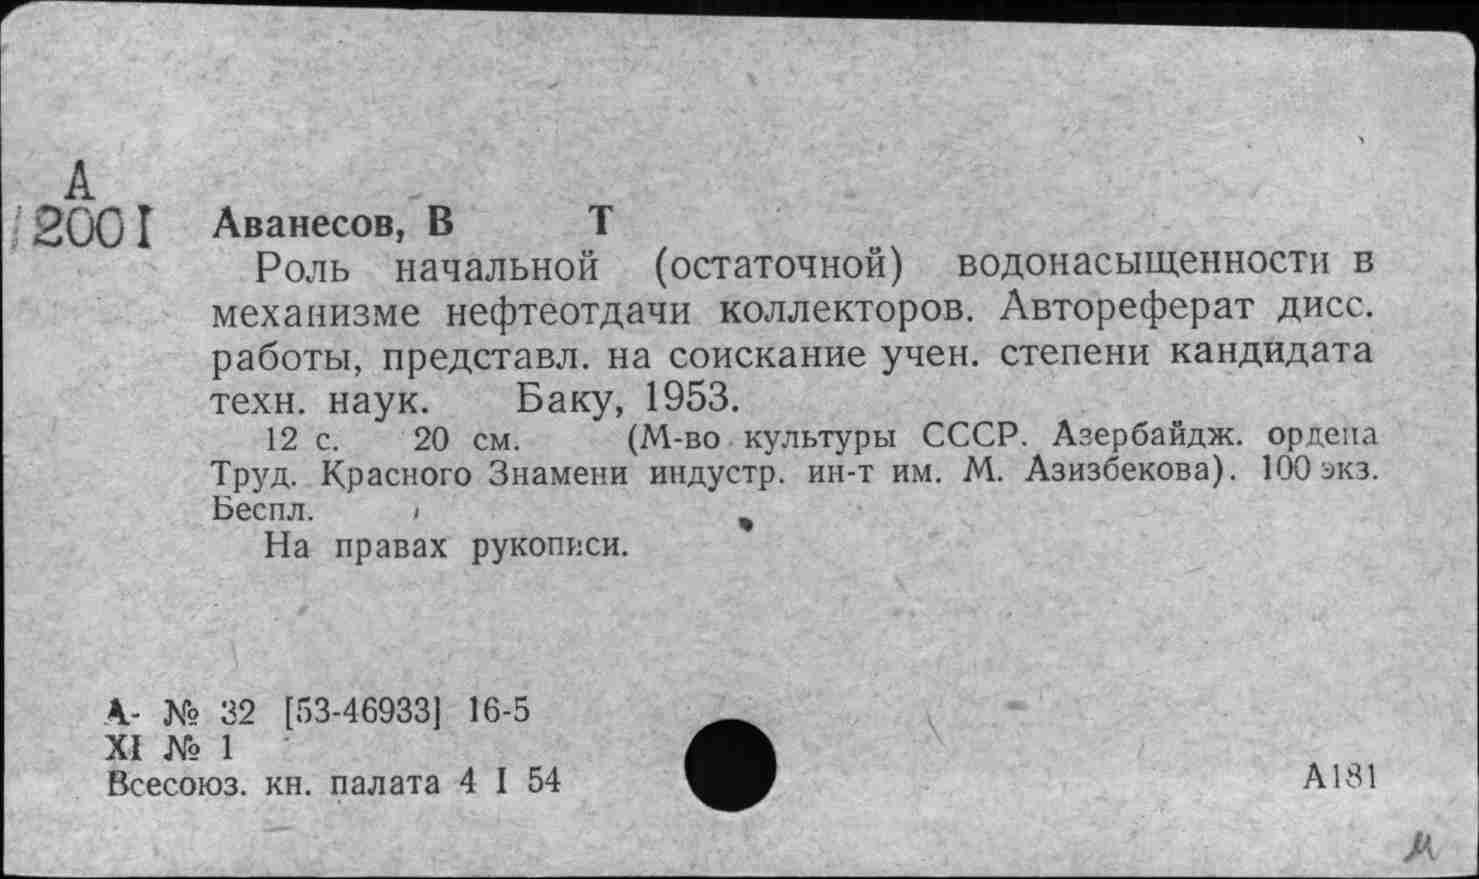 А
2001
Аванесов, В Т
Роль начальной (остаточной) водонасыщенности в
механизме нефтеотдачи коллекторов. Автореферат дисс.
работы, представл. на соискание учен. степени кандидата
техн. наук. Баку, 1953.
12 с. 20 см. (М-во культуры СССР. Азербайдж. ордена
Труд. Красного Знамени индустр. ин-т им. М. Азизбекова). 100 экз.
Беспл.
На правах рукописи.
А- № 32 [53-46933] 16-5
XI № 1
Всесоюз. кн. палата 4 I 54
А181
и